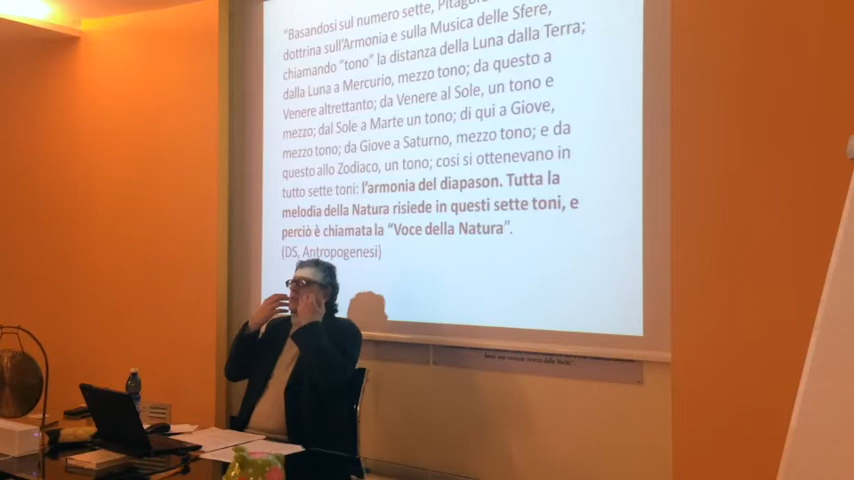 "Basandosi sul numero sette, Pitagora
dottrina sull'Armonia e sulla Musica delle Sfere,
chiamando "tono" la distanza della Luna dalla Terra;
dalla Luna a Mercurio, mezzo tono; da questo a
Venere altrettanto; da Venere al Sole, un tono e
mezzo; dal Sole a Marte un tono; di qui a Giove,
mezzo tono; da Giove a Saturno, mezzo tono; e da
questo allo Zodiaco, un tono; così si ottenevano in
tutto sette toni: l'armonia del diapason. Tutta la
melodia della Natura risiede in questi sette toni, e
perciò è chiamata la "Voce della Natura".
(DS, Antropogenesi)